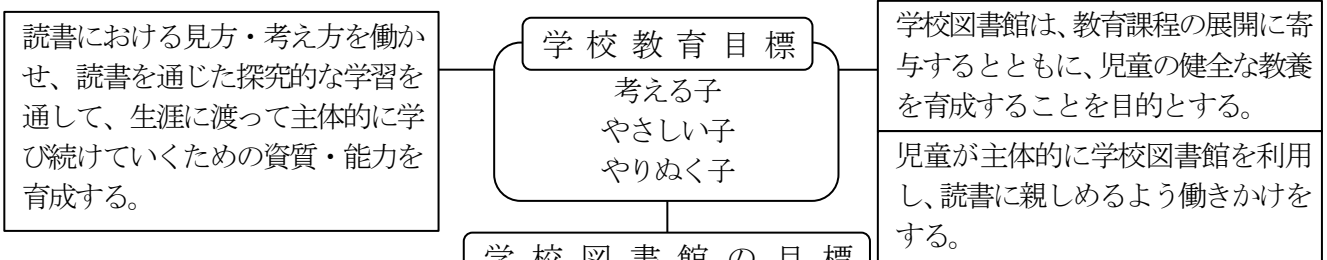 読書における見方・考え方を働か
せ、読書を通じた探究的な学習を
通して、生涯に渡って主体的に学
び続けていくための資質・能力を
育成する。
学校教育目標
考える子
やさしい子
やりぬく子
学校図書館は、教育課程の展開に寄
与するとともに、児童の健全な教養
を育成することを目的とする。
児童が主体的に学校図書館を利用
し、読書に親しめるよう働きかけを
する。
学校図書館の目標